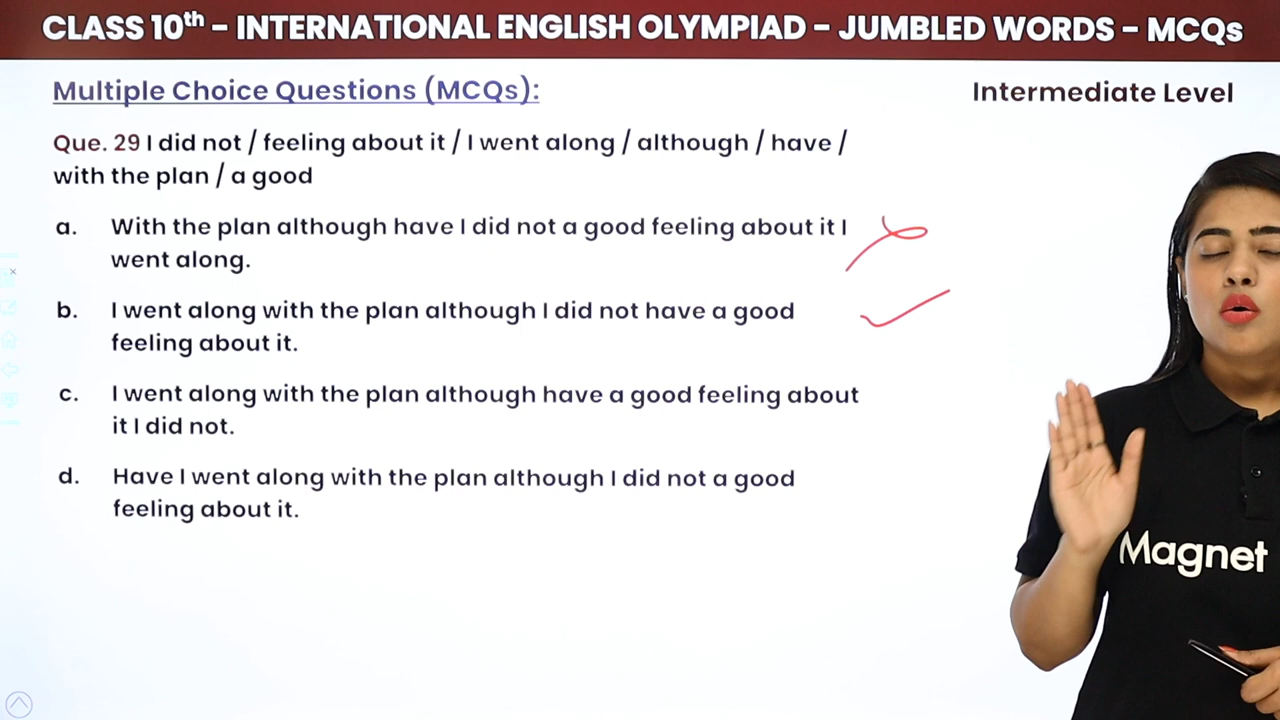 CLASS 10th - INTERNATIONAL ENGLISH OLYMPIAD - JUMBLED WORDS - MCQs
Multiple Choice Questions (MCQs):
Intermediate Level
Que. 29 I did not / feeling about it / I went along / although / have /
with the plan / a good
a. With the plan although have I did not a good feeling about it I
went along.
b. I went along with the plan although I did not have a good
feeling about it.
c. I went along with the plan although have a good feeling about
it I did not.
d. Have I went along with the plan although I did not a good
feeling about it.
Magnet